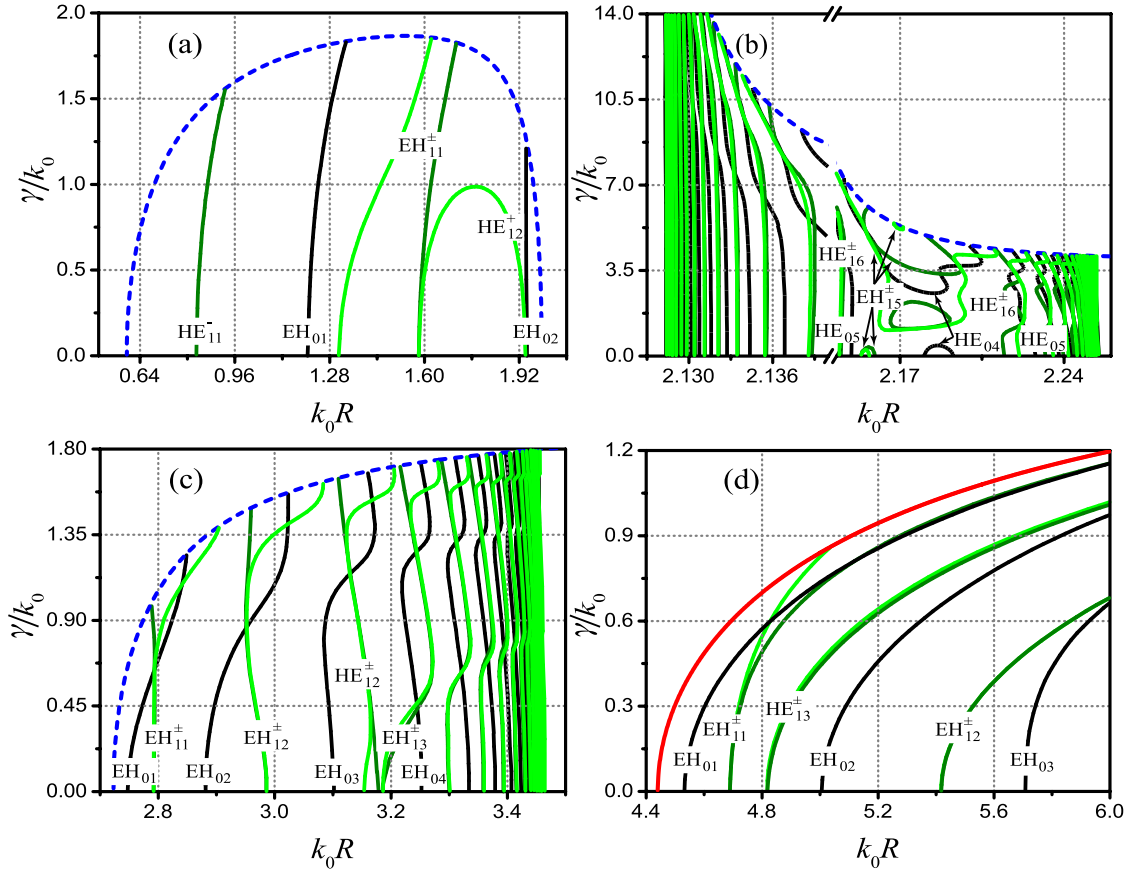 (a)
γ/k₀
2.0
1.5
1.0
0.5
0.0
EH±11
HE+12
HE-11
EH01
EH02
0.64
0.96
1.28
1.60
1.92
k₀R
(b)
γ/k₀
14.0
10.5
7.0
3.5
0.0
HE±16
EH±15
HE05
HE04
HE±16
HE05
2.130
2.136
2.17
2.24
k₀R
(c)
γ/k₀
1.80
1.35
0.90
0.45
0.00
HE±12
EH±11
EH±12
EH±13
EH01
EH02
EH03
EH04
2.8
3.0
3.2
3.4
k₀R
(d)
γ/k₀
1.2
0.9
0.6
0.3
0.0
EH±11
HE±13
EH±12
EH01
EH02
EH03
4.4
4.8
5.2
5.6
6.0
k₀R